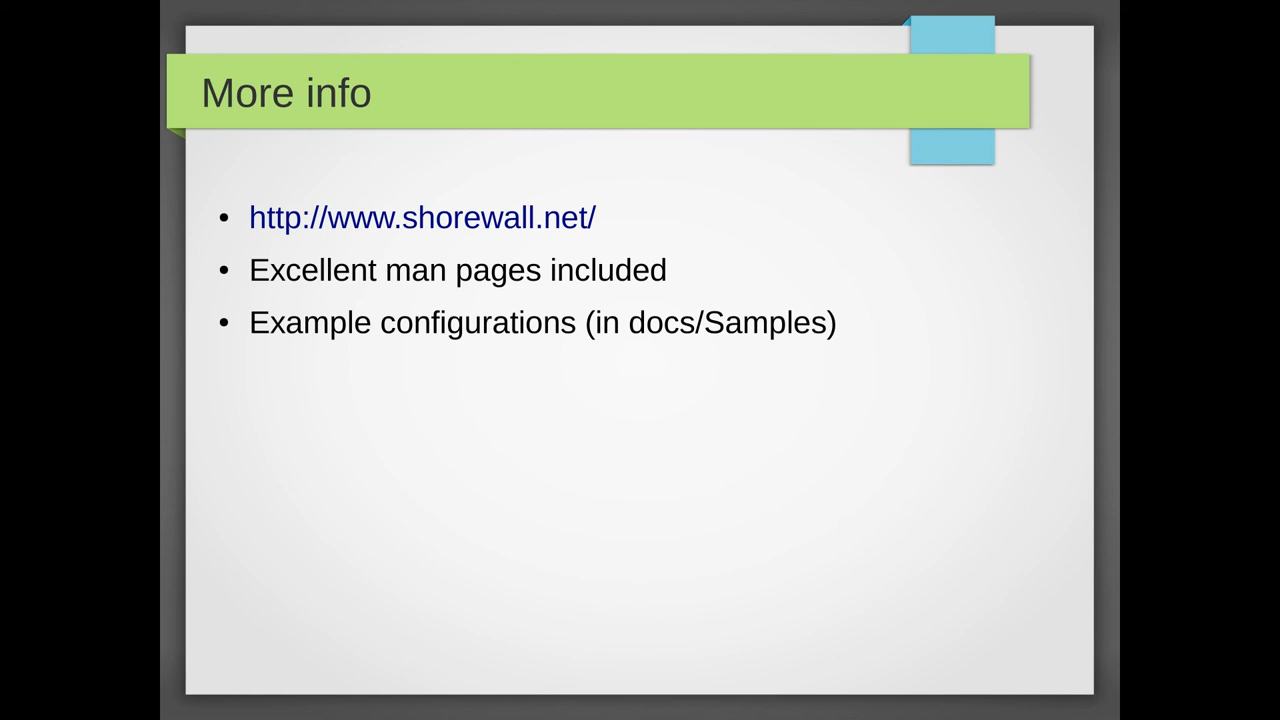 More info
• http://www.shorewall.net/
• Excellent man pages included
• Example configurations (in docs/Samples)